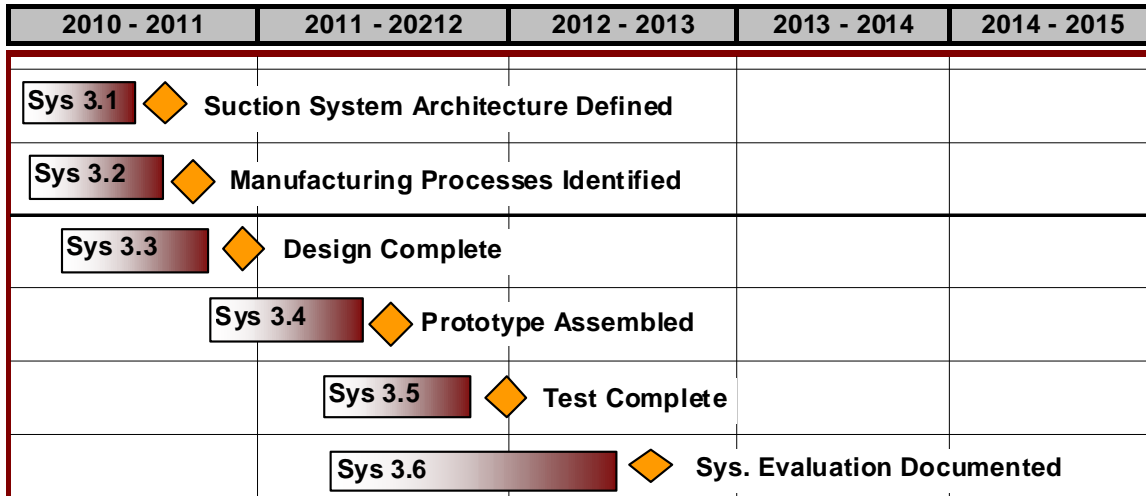 2010 - 2011 2011 - 20212 2012 - 2013 2013 - 2014 2014 - 2015
Sys 3.1 Suction System Architecture Defined
Sys 3.2 Manufacturing Processes Identified
Sys 3.3 Design Complete
Sys 3.4 Prototype Assembled
Sys 3.5 Test Complete
Sys 3.6 Sys. Evaluation Documented